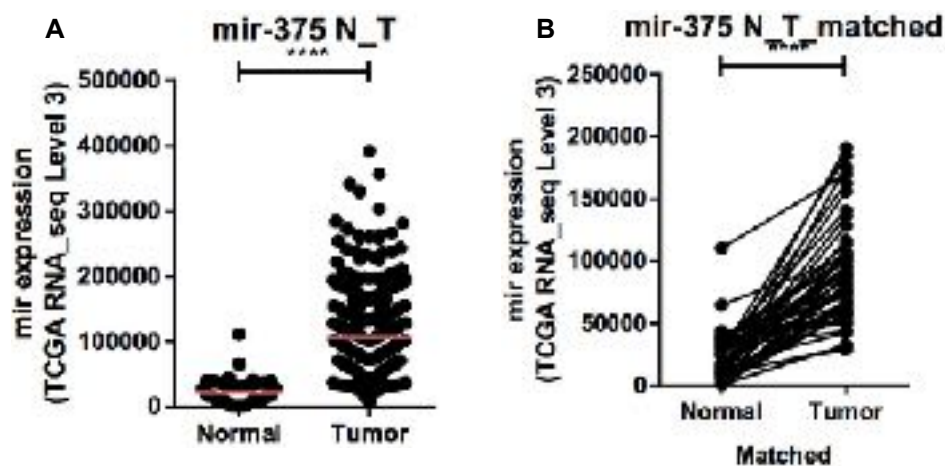 A
mir-375 N_T
****
mir expression
(TCGA RNA_seq Level 3)
500000
400000
300000
200000
100000
0
Normal
Tumor
B
mir-375 N_T_matched
****
mir expression
(TCGA RNA_seq Level 3)
250000
200000
150000
100000
50000
0
Normal
Tumor
Matched